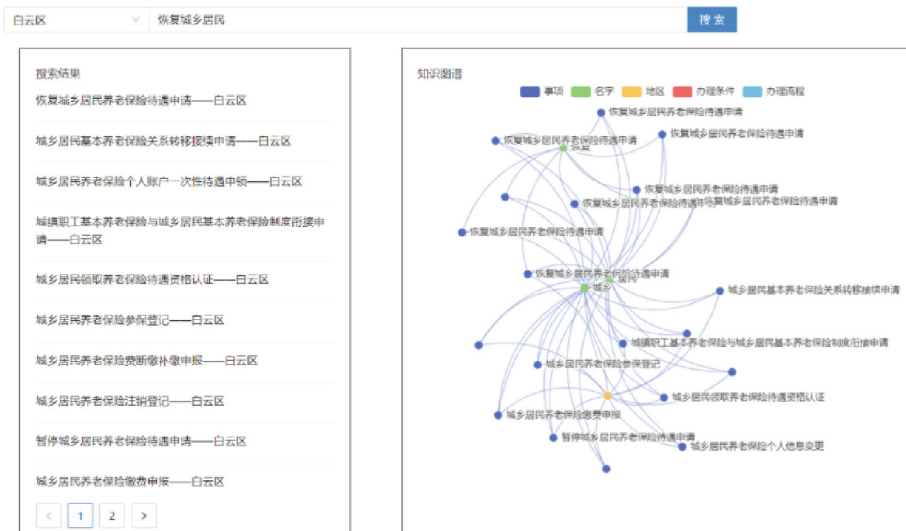 白云区
恢复城乡居民
搜索
搜索结果
恢复城乡居民养老保险待遇申请——白云区
城乡居民基本养老保险关系转移接续申请——白云区
城乡居民养老保险个人账户一次性待遇申领——白云区
城镇职工基本养老保险与城乡居民基本养老保险制度衔接申
请——白云区
城乡居民领取养老保险待遇资格认证——白云区
城乡居民养老保险参保登记——白云区
城乡居民养老保险费断缴补缴申报——白云区
城乡居民养老保险注销登记——白云区
暂停城乡居民养老保险待遇申请——白云区
城乡居民养老保险缴费申报——白云区
1 2
知识图谱
事项 名字 地区 办理条件 办理流程
恢复城乡居民养老保险待遇申请
恢复城乡居民养老保险待遇申请
恢复城乡居民养老保险待遇申请
恢复
恢复城乡居民养老保险待遇申请
恢复城乡居民养老保险待遇申
恢复城乡居民养老保险待遇申请
恢复城乡居民养老保险待遇申请
恢复城乡居民养老保险待遇申请
居民
城乡
城乡居民基本养老保险关系转移接续申请
城镇职工基本养老保险与城乡居民基本养老保险制度衔接申请
城乡居民养老保险参保登记
城乡居民领取养老保险待遇资格认证
城乡居民养老保险缴费申报
暂停城乡居民养老保险待遇申请
城乡居民养老保险个人信息变更